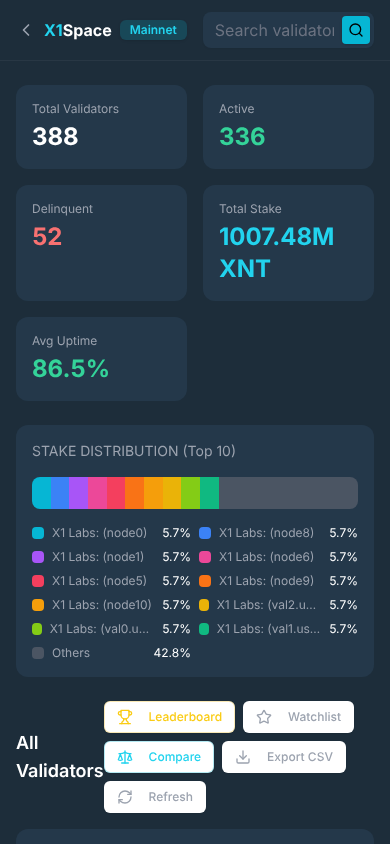 X1Space Mainnet Search validator
Total Validators
388
Active
336
Delinquent
52
Total Stake
1007.48M
XNT
Avg Uptime
86.5%
STAKE DISTRIBUTION (Top 10)
X1 Labs: (node0) 5.7% X1 Labs: (node8) 5.7%
X1 Labs: (node1) 5.7% X1 Labs: (node6) 5.7%
X1 Labs: (node5) 5.7% X1 Labs: (node9) 5.7%
X1 Labs: (node10) 5.7% X1 Labs: (val2.u... 5.7%
X1 Labs: (val0.u... 5.7% X1 Labs: (val1.us... 5.7%
Others 42.8%
All
Validators
Leaderboard Watchlist
Compare Export CSV
Refresh